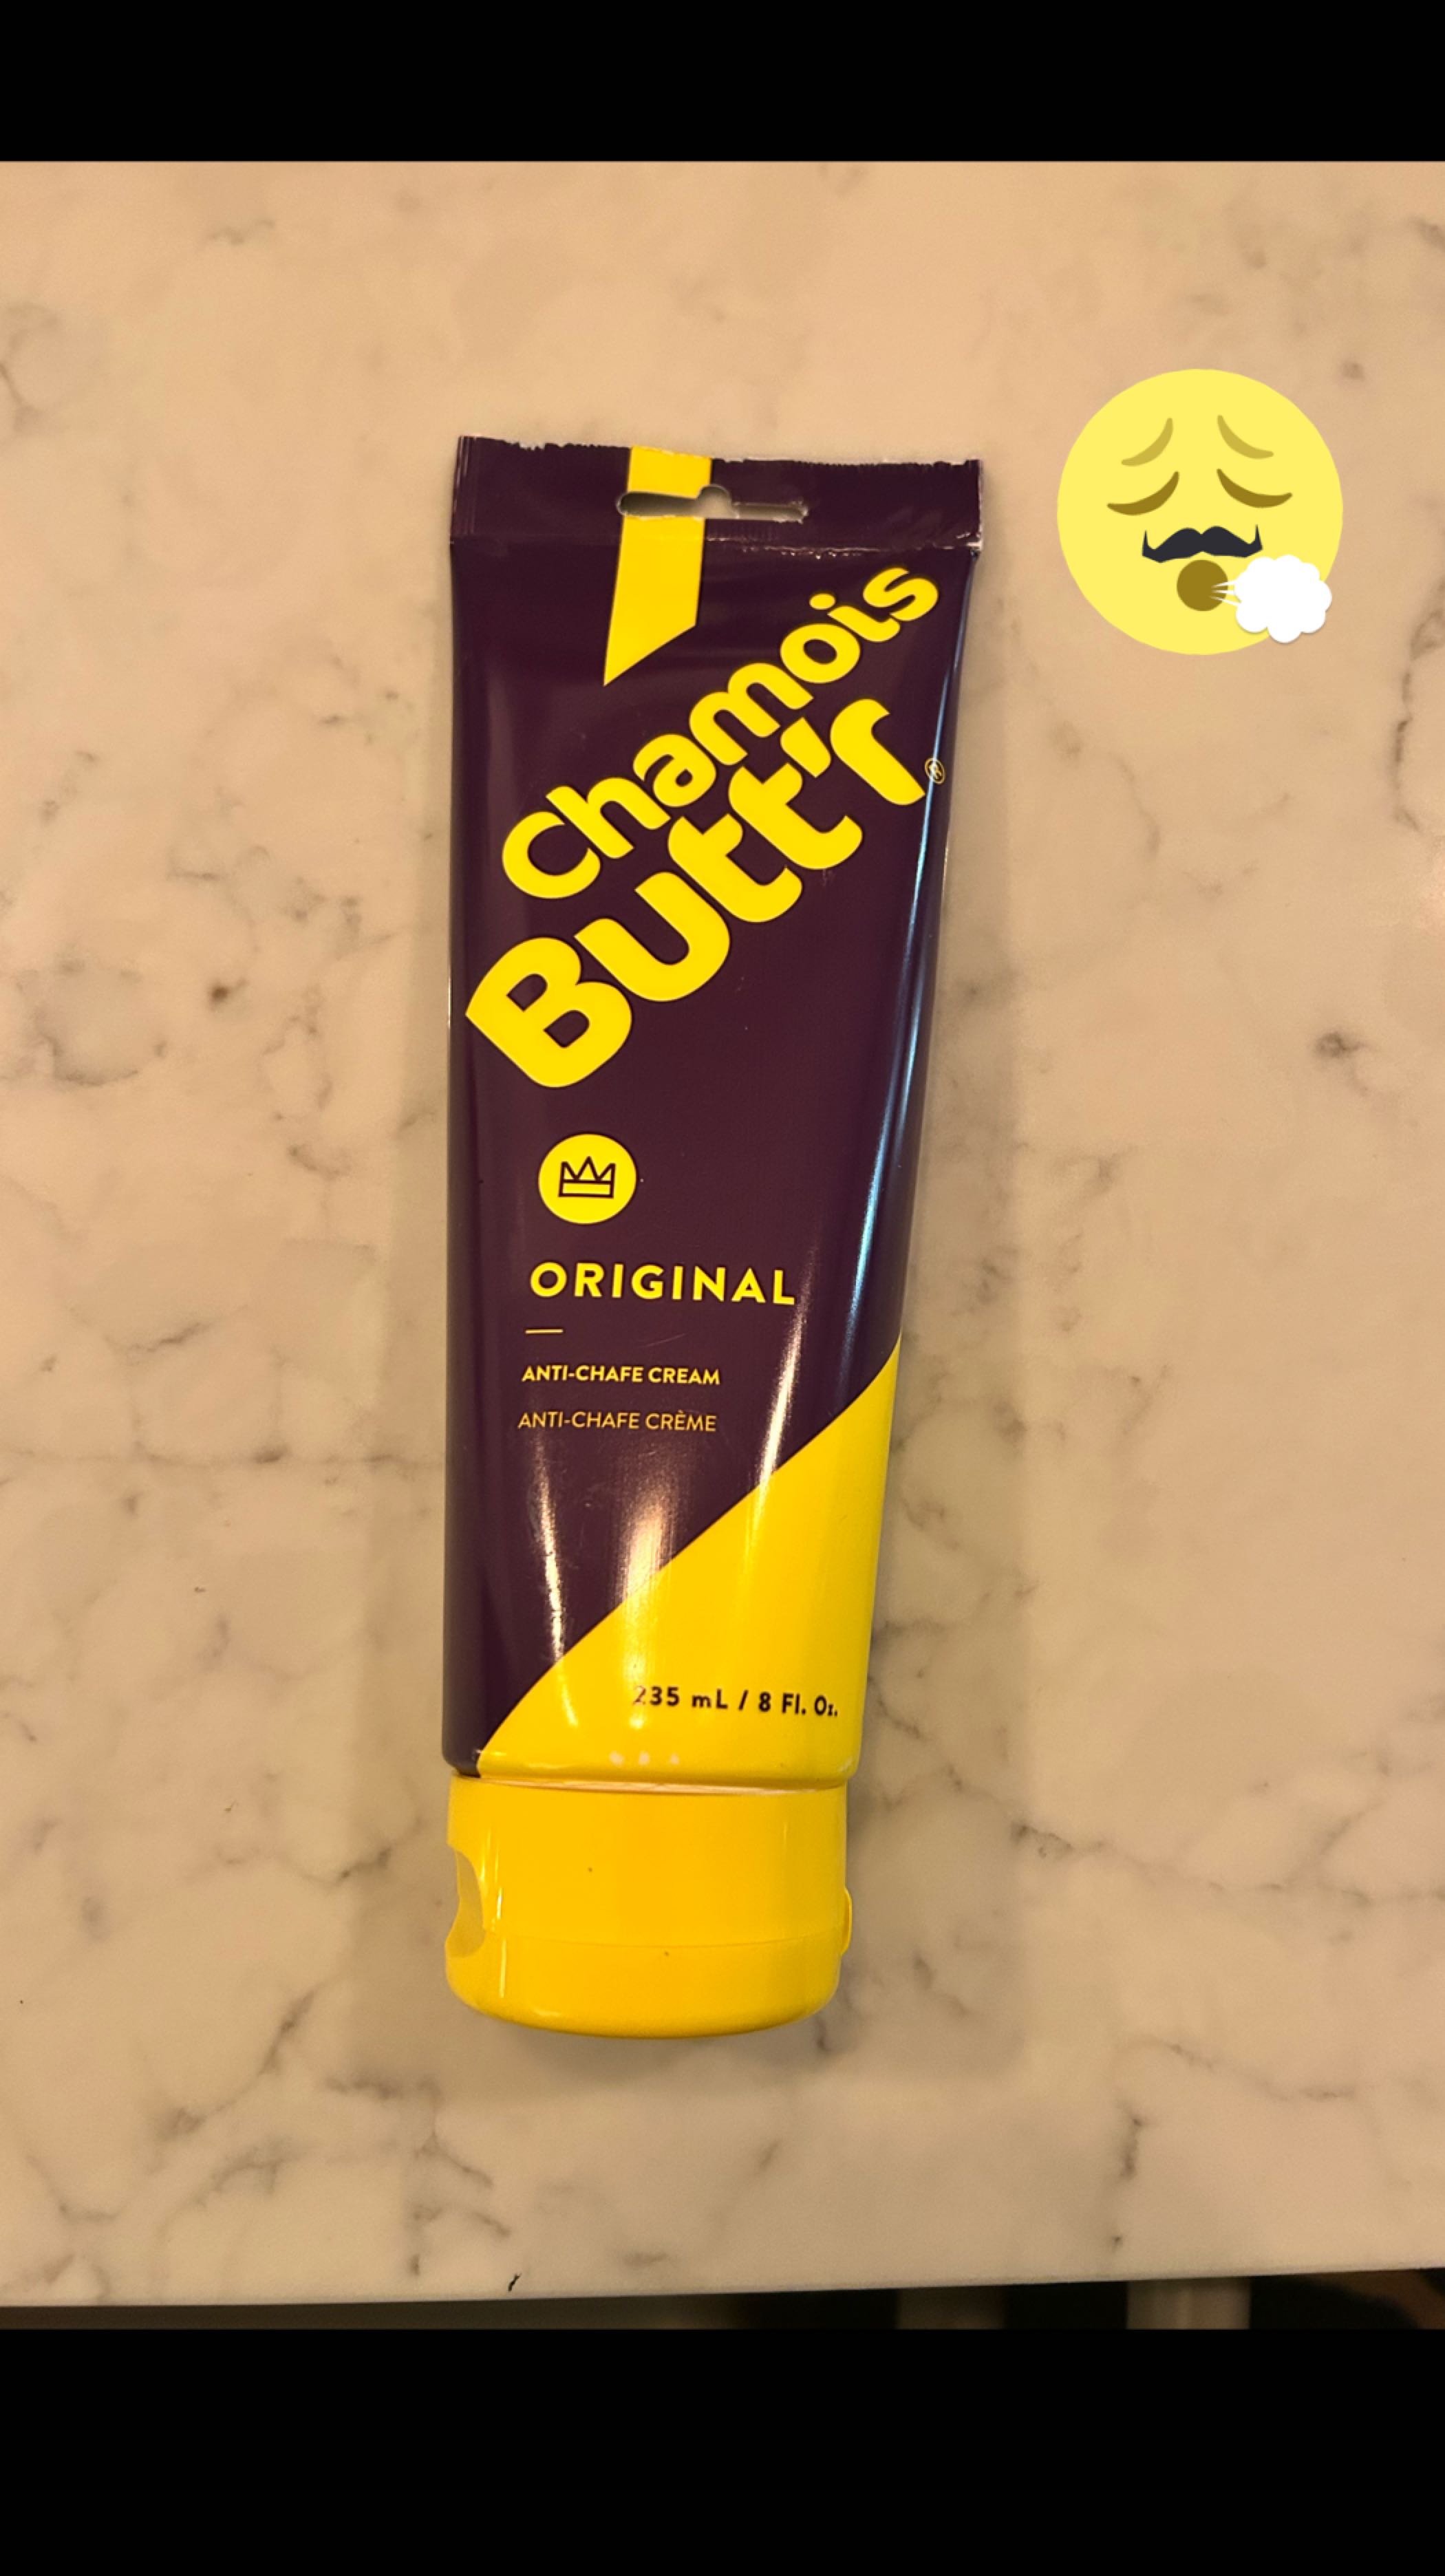 Chamois
Butt'r®
ORIGINAL
ANTI-CHAFE CREAM
ANTI-CHAFE CRÈME
235 mL / 8 Fl. Oz.